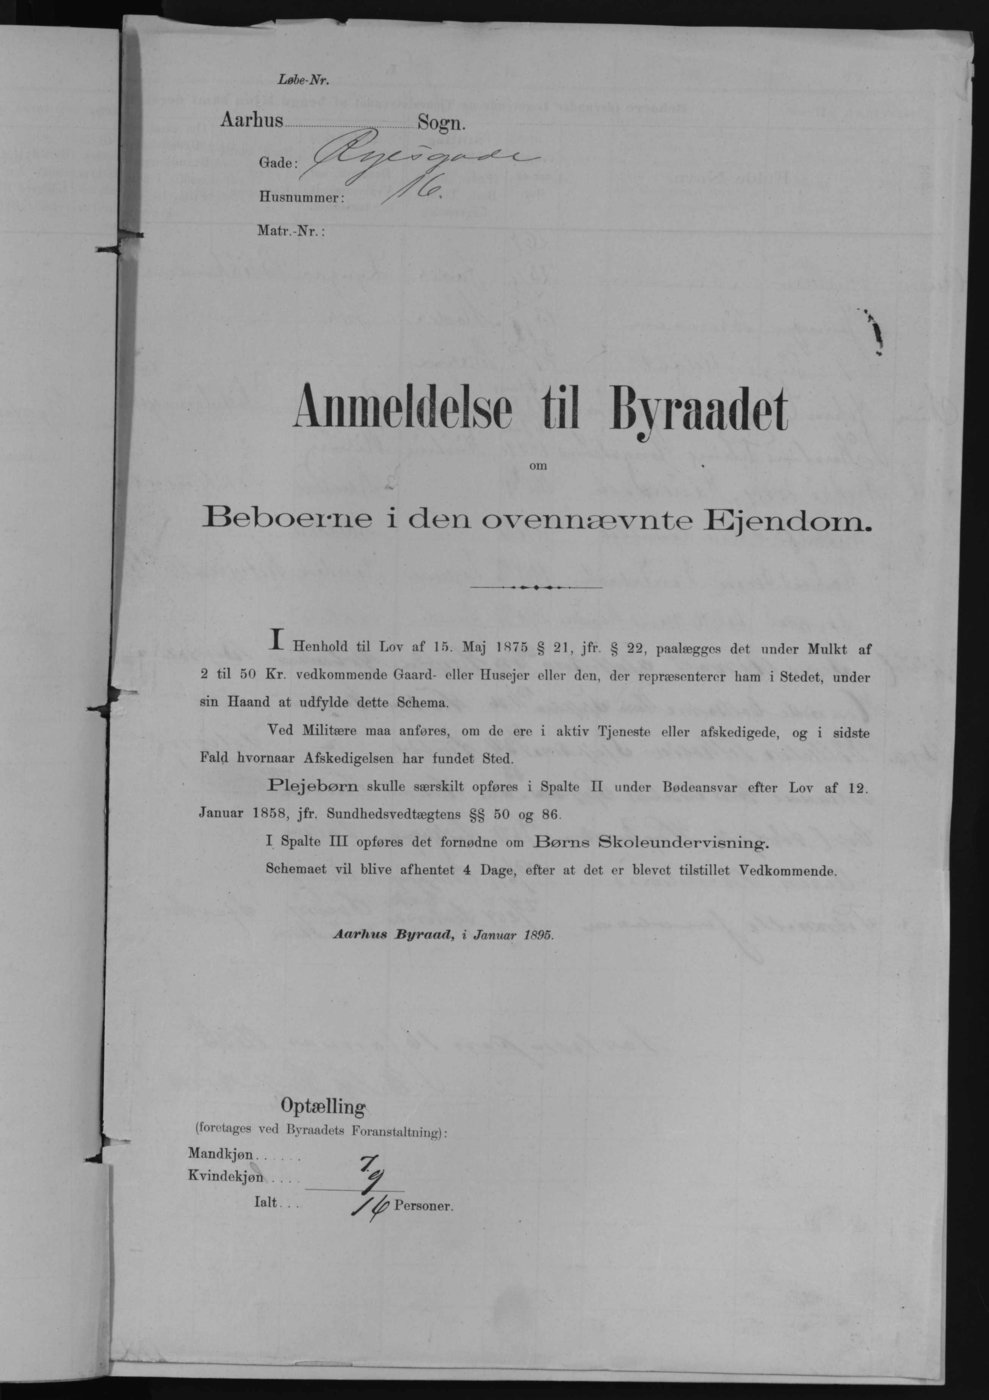 Løbe-Nr.
Aarhus Sogn.
Gade: Ryesgade
Husnummer: 16.
Matr.-Nr.:
Anmeldelse til Byraadet
om
Beboerne i den ovennævnte Ejendom.
I Henhold til Lov af 15. Maj 1875 § 21, jfr. § 22, paalægges det under Mulkt af
2 til 50 Kr. vedkommende Gaard- eller Husejer eller den, der repræsenterer ham i Stedet, under
sin Haand at udfylde dette Schema.
Ved Militære maa anføres, om de ere i aktiv Tjeneste eller afskedigede, og i sidste
Fald hvornaar Afskedigelsen har fundet Sted.
Plejebørn skulle særskilt opføres i Spalte II under Bødeansvar efter Lov af 12.
Januar 1858, jfr. Sundhedsvedtægtens §§ 50 og 86.
I Spalte III opføres det fornødne om Børns Skoleundervisning.
Schemaet vil blive afhentet 4 Dage, efter at det er blevet tilstillet Vedkommende.
Aarhus Byraad, i Januar 1895.
Optælling
(foretages ved Byraadets Foranstaltning):
Mandkjøn...... 7.
Kvindekjøn.... 9
Ialt... 16 Personer.